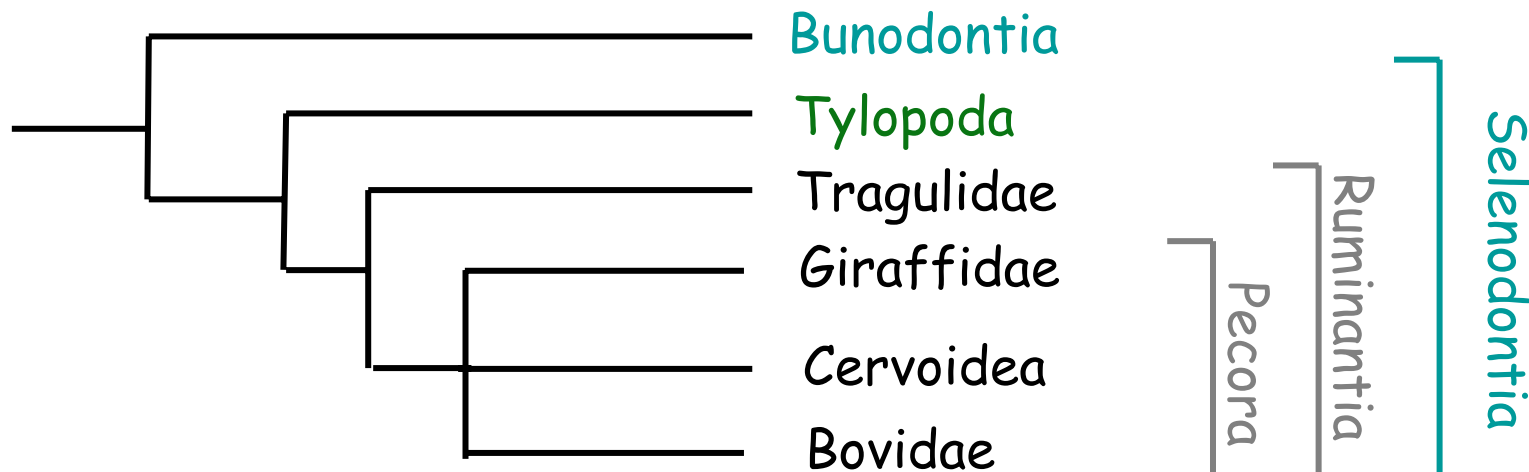 Bunodontia
Tylopoda
Tragulidae
Giraffidae
Cervoidea
Bovidae
Pecora
Ruminantia
Selenodontia